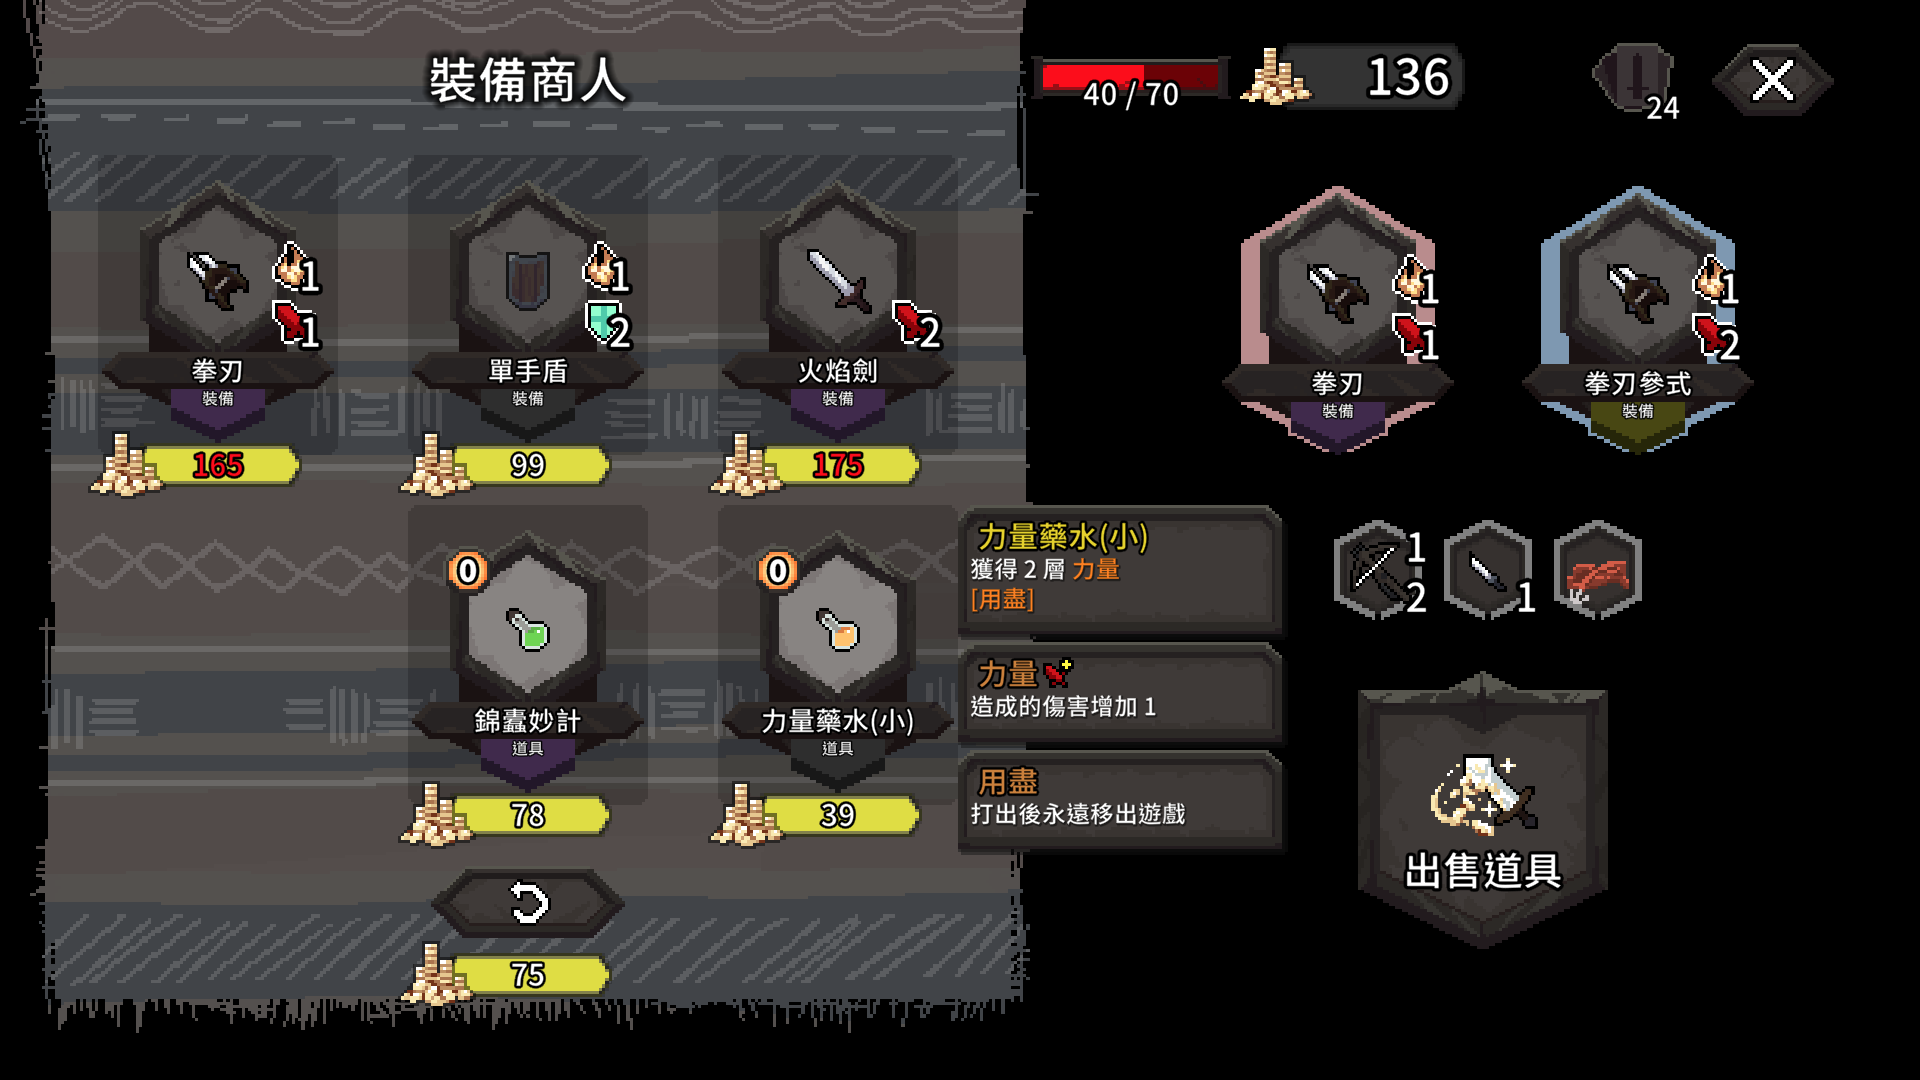 裝備商人
40 / 70
136
24
1
1
拳刃
裝備
165
1
2
單手盾
裝備
99
2
火焰劍
裝備
175
1
1
拳刃
裝備
1
2
拳刃參式
裝備
0
錦囊妙計
道具
78
0
力量藥水(小)
道具
39
力量藥水(小)
獲得 2 層 力量
[用盡]
力量
造成的傷害增加 1
用盡
打出後永遠移出遊戲
1
2
1
出售道具
75